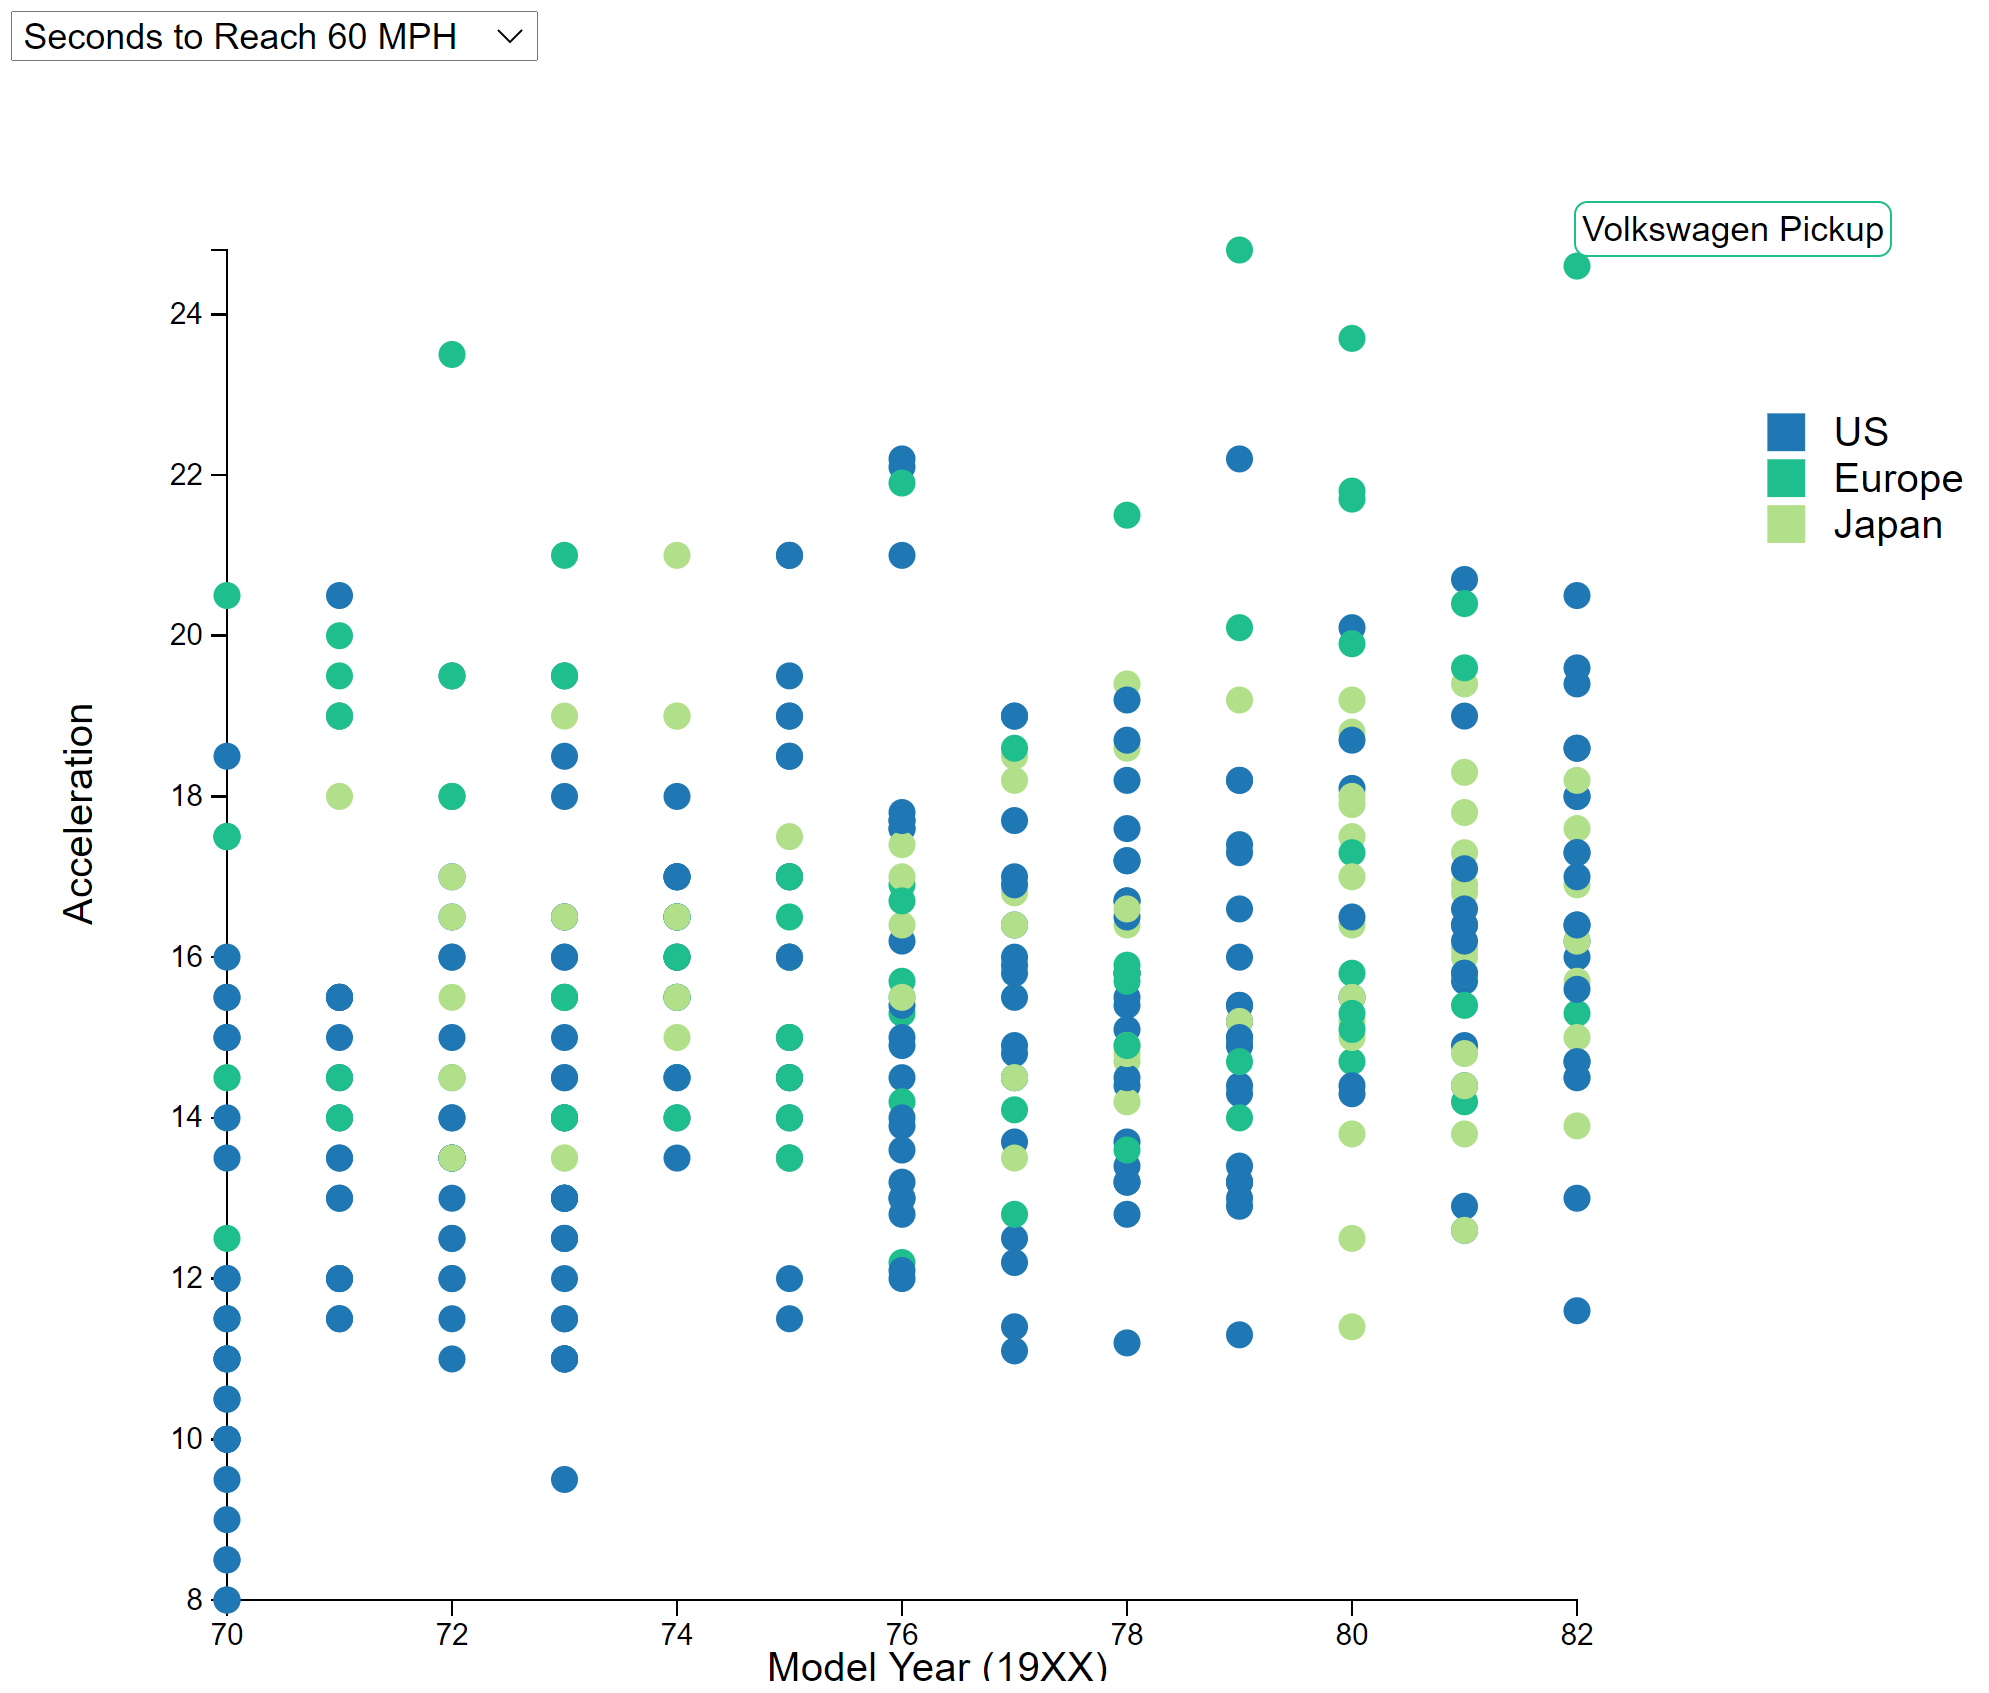 Seconds to Reach 60 MPH
Volkswagen Pickup
24
22
20
18
16
14
12
10
8
Acceleration
US
Europe
Japan
70 72 74 76 78 80 82
Model Year (19XX)